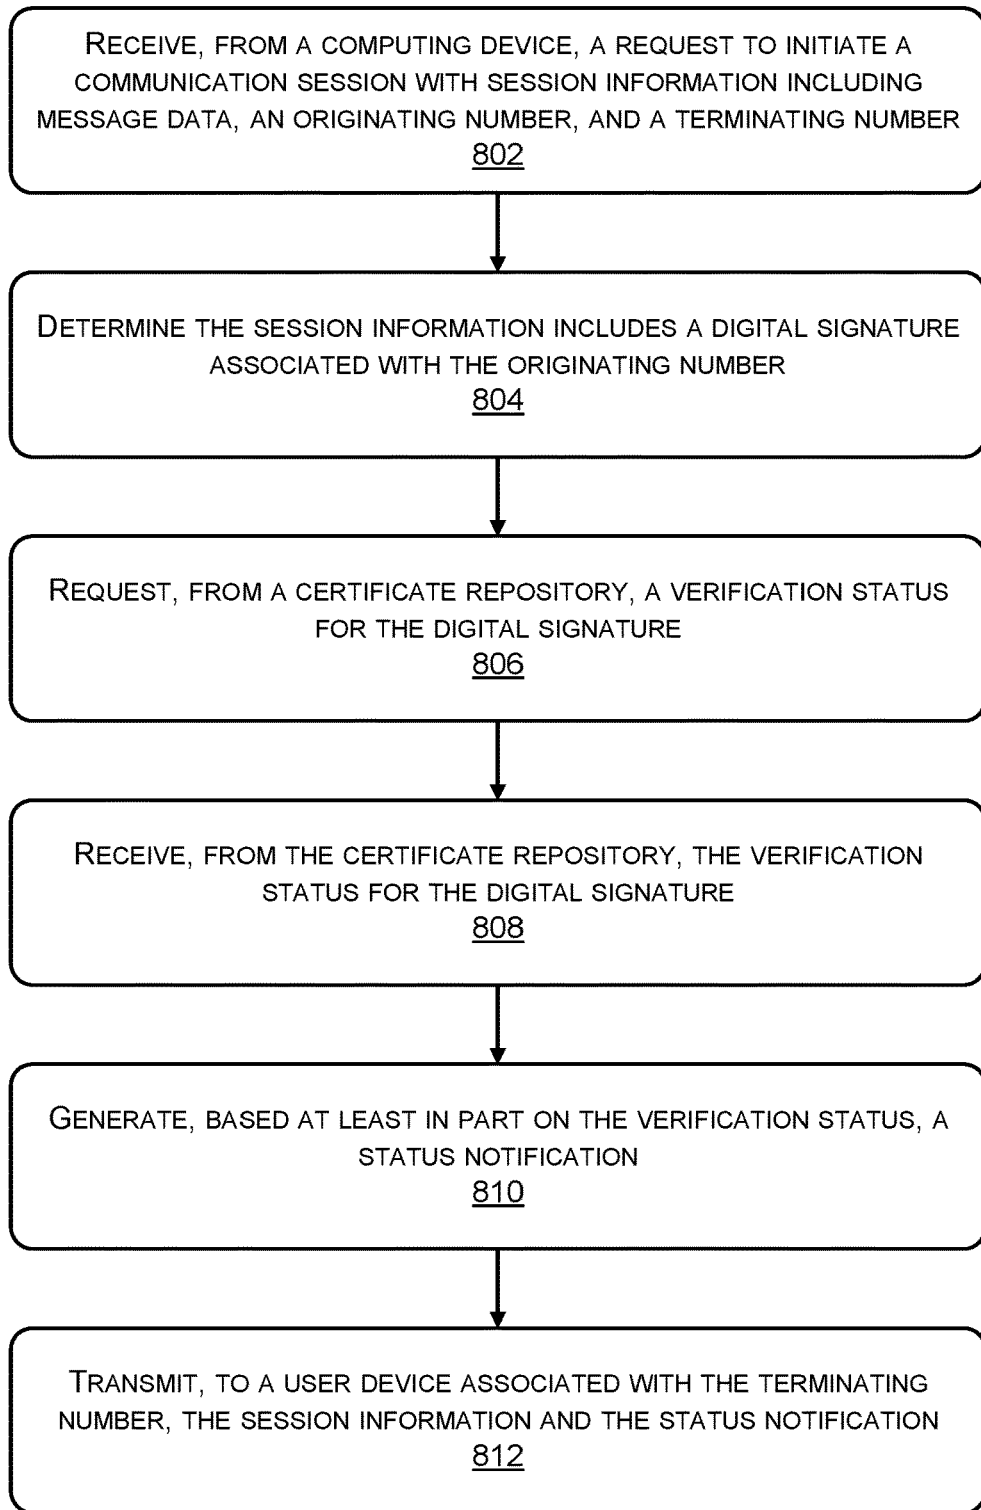 RECEIVE, FROM A COMPUTING DEVICE, A REQUEST TO INITIATE A
COMMUNICATION SESSION WITH SESSION INFORMATION INCLUDING
MESSAGE DATA, AN ORIGINATING NUMBER, AND A TERMINATING NUMBER
802
DETERMINE THE SESSION INFORMATION INCLUDES A DIGITAL SIGNATURE
ASSOCIATED WITH THE ORIGINATING NUMBER
804
REQUEST, FROM A CERTIFICATE REPOSITORY, A VERIFICATION STATUS
FOR THE DIGITAL SIGNATURE
806
RECEIVE, FROM THE CERTIFICATE REPOSITORY, THE VERIFICATION
STATUS FOR THE DIGITAL SIGNATURE
808
GENERATE, BASED AT LEAST IN PART ON THE VERIFICATION STATUS, A
STATUS NOTIFICATION
810
TRANSMIT, TO A USER DEVICE ASSOCIATED WITH THE TERMINATING
NUMBER, THE SESSION INFORMATION AND THE STATUS NOTIFICATION
812